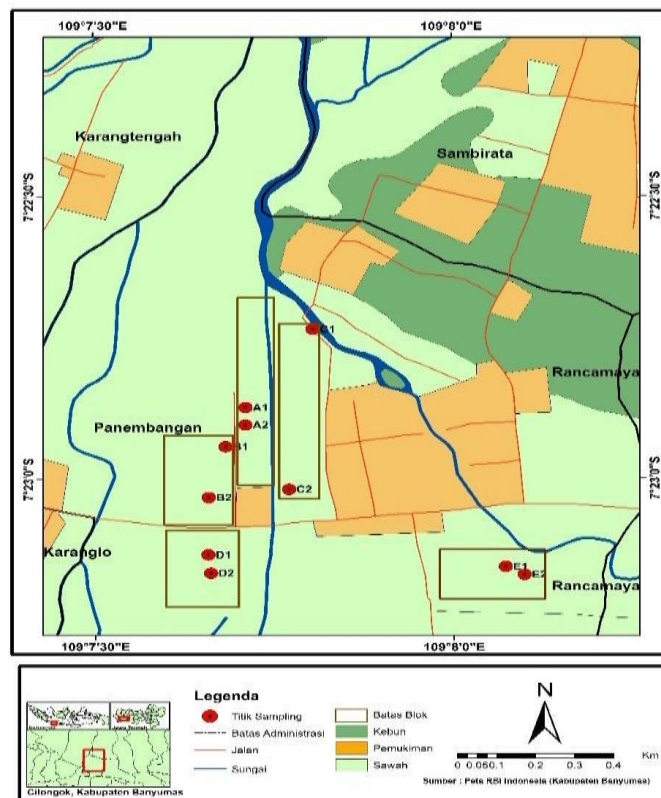 109°7'30"E 109°8'0"E
Karangtengah
Sambirata
7°22'30"S 7°22'30"S
C1
Rancamaya
A1
A2
Panembangan
B1
7°23'0"S 7°23'0"S
C2
B2
Karanglo
D1
D2
E1
E2
Rancamaya
109°7'30"E 109°8'0"E
Legenda
Titik Sampling
Batas Administrasi
Jalan
Sungai
Batas Blok
Kebun
Pemukiman
Sawah
N
Km
0 0.05 0.1 0.2 0.3 0.4
Sumber : Peta RBI Indonesia (Kabupaten Banyumas)
Cilongok, Kabupaten Banyumas